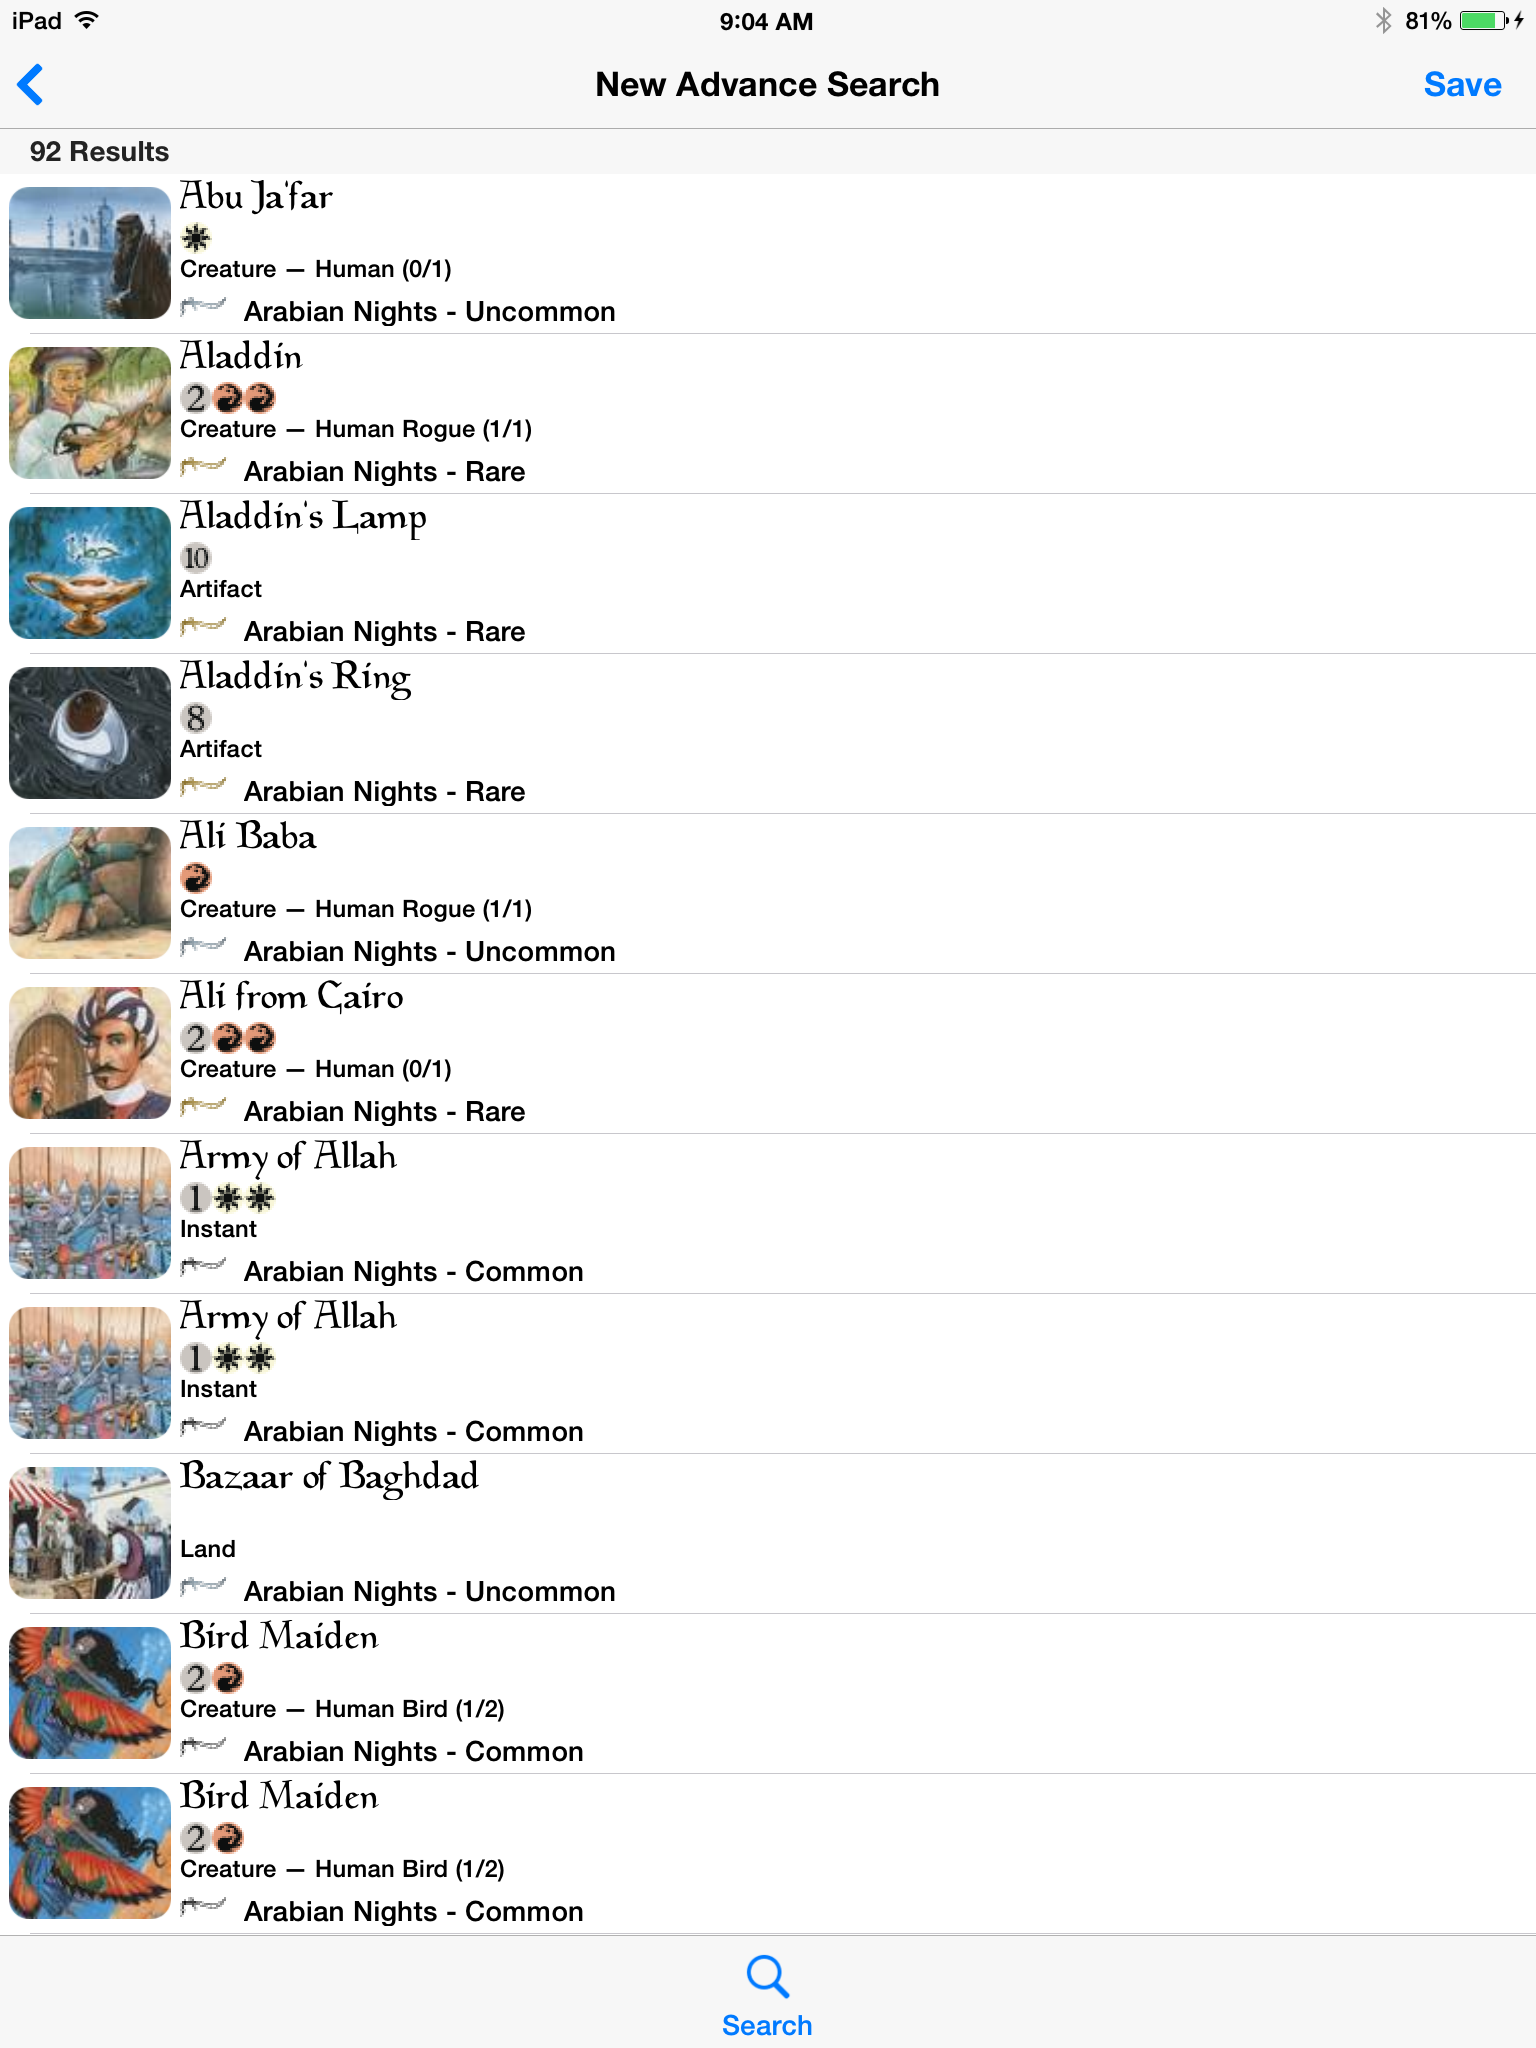 iPad 9:04 AM 81%
New Advance Search Save
92 Results
Abu Ja'far
Creature — Human (0/1)
Arabian Nights - Uncommon
Aladdin
2
Creature — Human Rogue (1/1)
Arabian Nights - Rare
Aladdin's Lamp
10
Artifact
Arabian Nights - Rare
Aladdin's Ring
8
Artifact
Arabian Nights - Rare
Ali Baba
Creature — Human Rogue (1/1)
Arabian Nights - Uncommon
Ali from Cairo
2
Creature — Human (0/1)
Arabian Nights - Rare
Army of Allah
1
Instant
Arabian Nights - Common
Army of Allah
1
Instant
Arabian Nights - Common
Bazaar of Baghdad
Land
Arabian Nights - Uncommon
Bird Maiden
2
Creature — Human Bird (1/2)
Arabian Nights - Common
Bird Maiden
2
Creature — Human Bird (1/2)
Arabian Nights - Common
Search